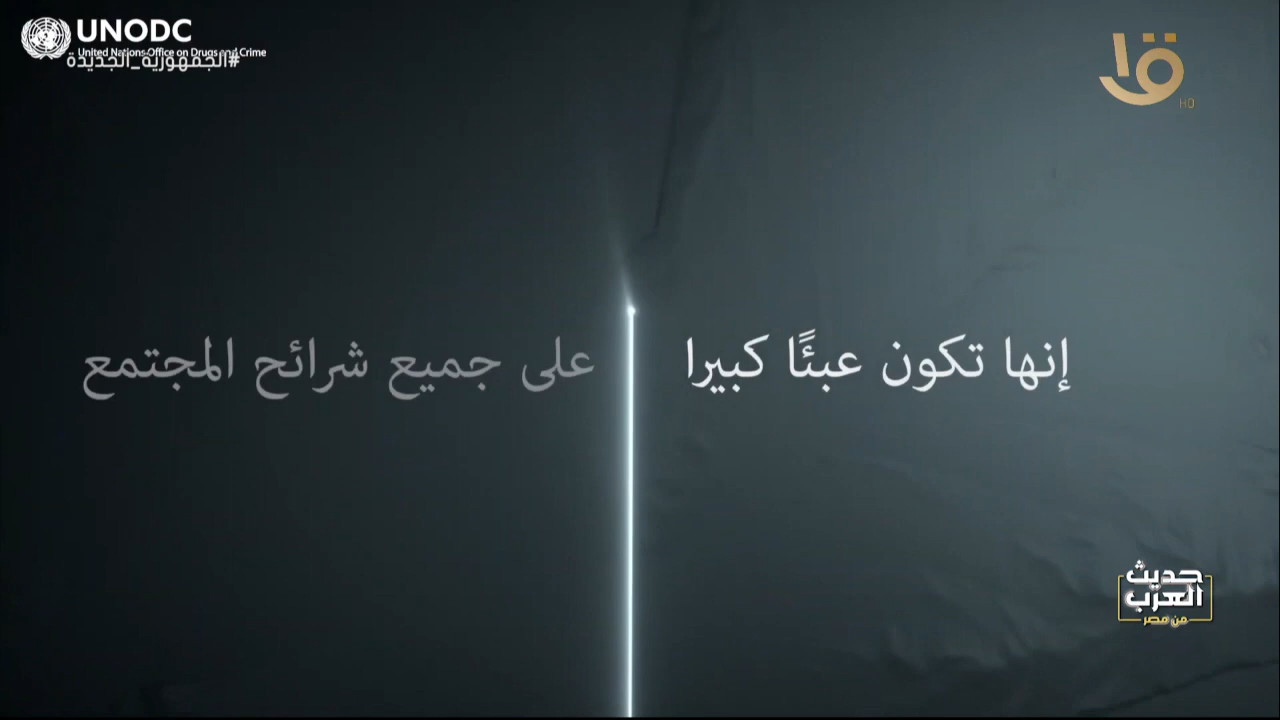 UNODC
United Nations Office on Drugs and Crime
#الجمهورية_الجديدة
HD
إنها تكون عبئًا كبيرا على جميع شرائح المجتمع
حديث
العرب
من مصر